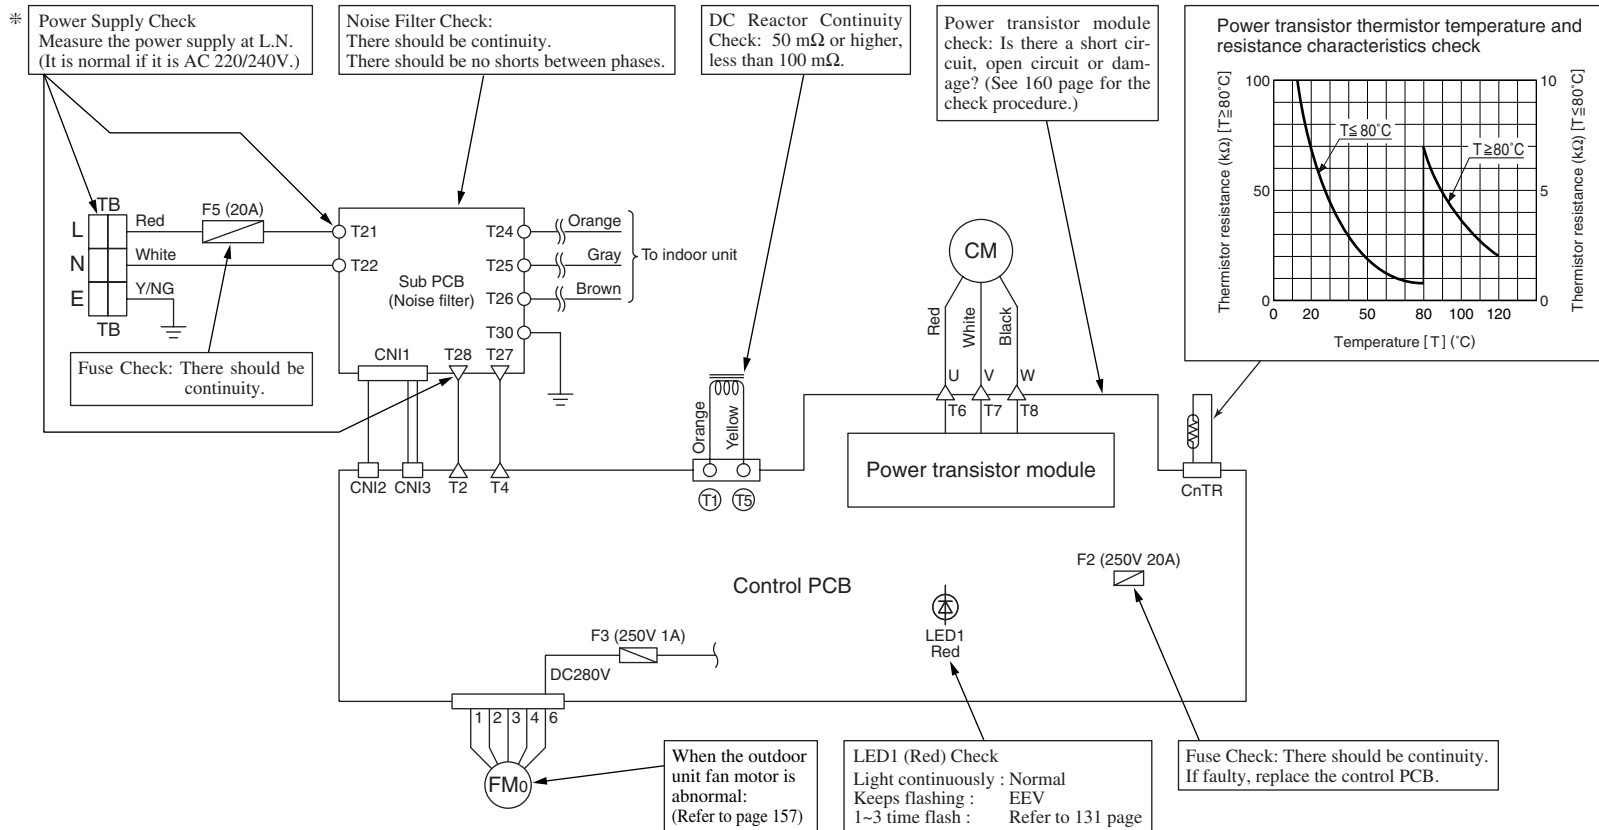 ※ Power Supply Check
Measure the power supply at L.N.
(It is normal if it is AC 220/240V.)
Noise Filter Check:
There should be continuity.
There should be no shorts between phases.
DC Reactor Continuity
Check: 50 mΩ or higher,
less than 100 mΩ.
Power transistor module
check: Is there a short cir-
cuit, open circuit or dam-
age? (See 160 page for the
check procedure.)
Power transistor thermistor temperature and
resistance characteristics check
Thermistor resistance (kΩ) [T≧80˚C]
100
50
0
T≦80˚C
T≧80˚C
10
5
0
Thermistor resistance (kΩ) [T≦80˚C]
0 20 40 60 80 100 120
Temperature [T] (˚C)
TB
L
N
E
TB
Red
White
Y/NG
F5 (20A)
T21
T22
Sub PCB
(Noise filter)
T24
T25
T26
T30
Orange
Gray
Brown
To indoor unit
Fuse Check: There should be
continuity.
CNI1
T28
T27
CNI2
CNI3
T2
T4
Orange
Yellow
T1
T5
CM
Red
White
Black
U
V
W
T6
T7
T8
Power transistor module
CnTR
Control PCB
F2 (250V 20A)
LED1
Red
F3 (250V 1A)
DC280V
1 2 3 4 6
FM0
When the outdoor
unit fan motor is
abnormal:
(Refer to page 157)
LED1 (Red) Check
Light continuously : Normal
Keeps flashing : EEV
1~3 time flash : Refer to 131 page
Fuse Check: There should be continuity.
If faulty, replace the control PCB.